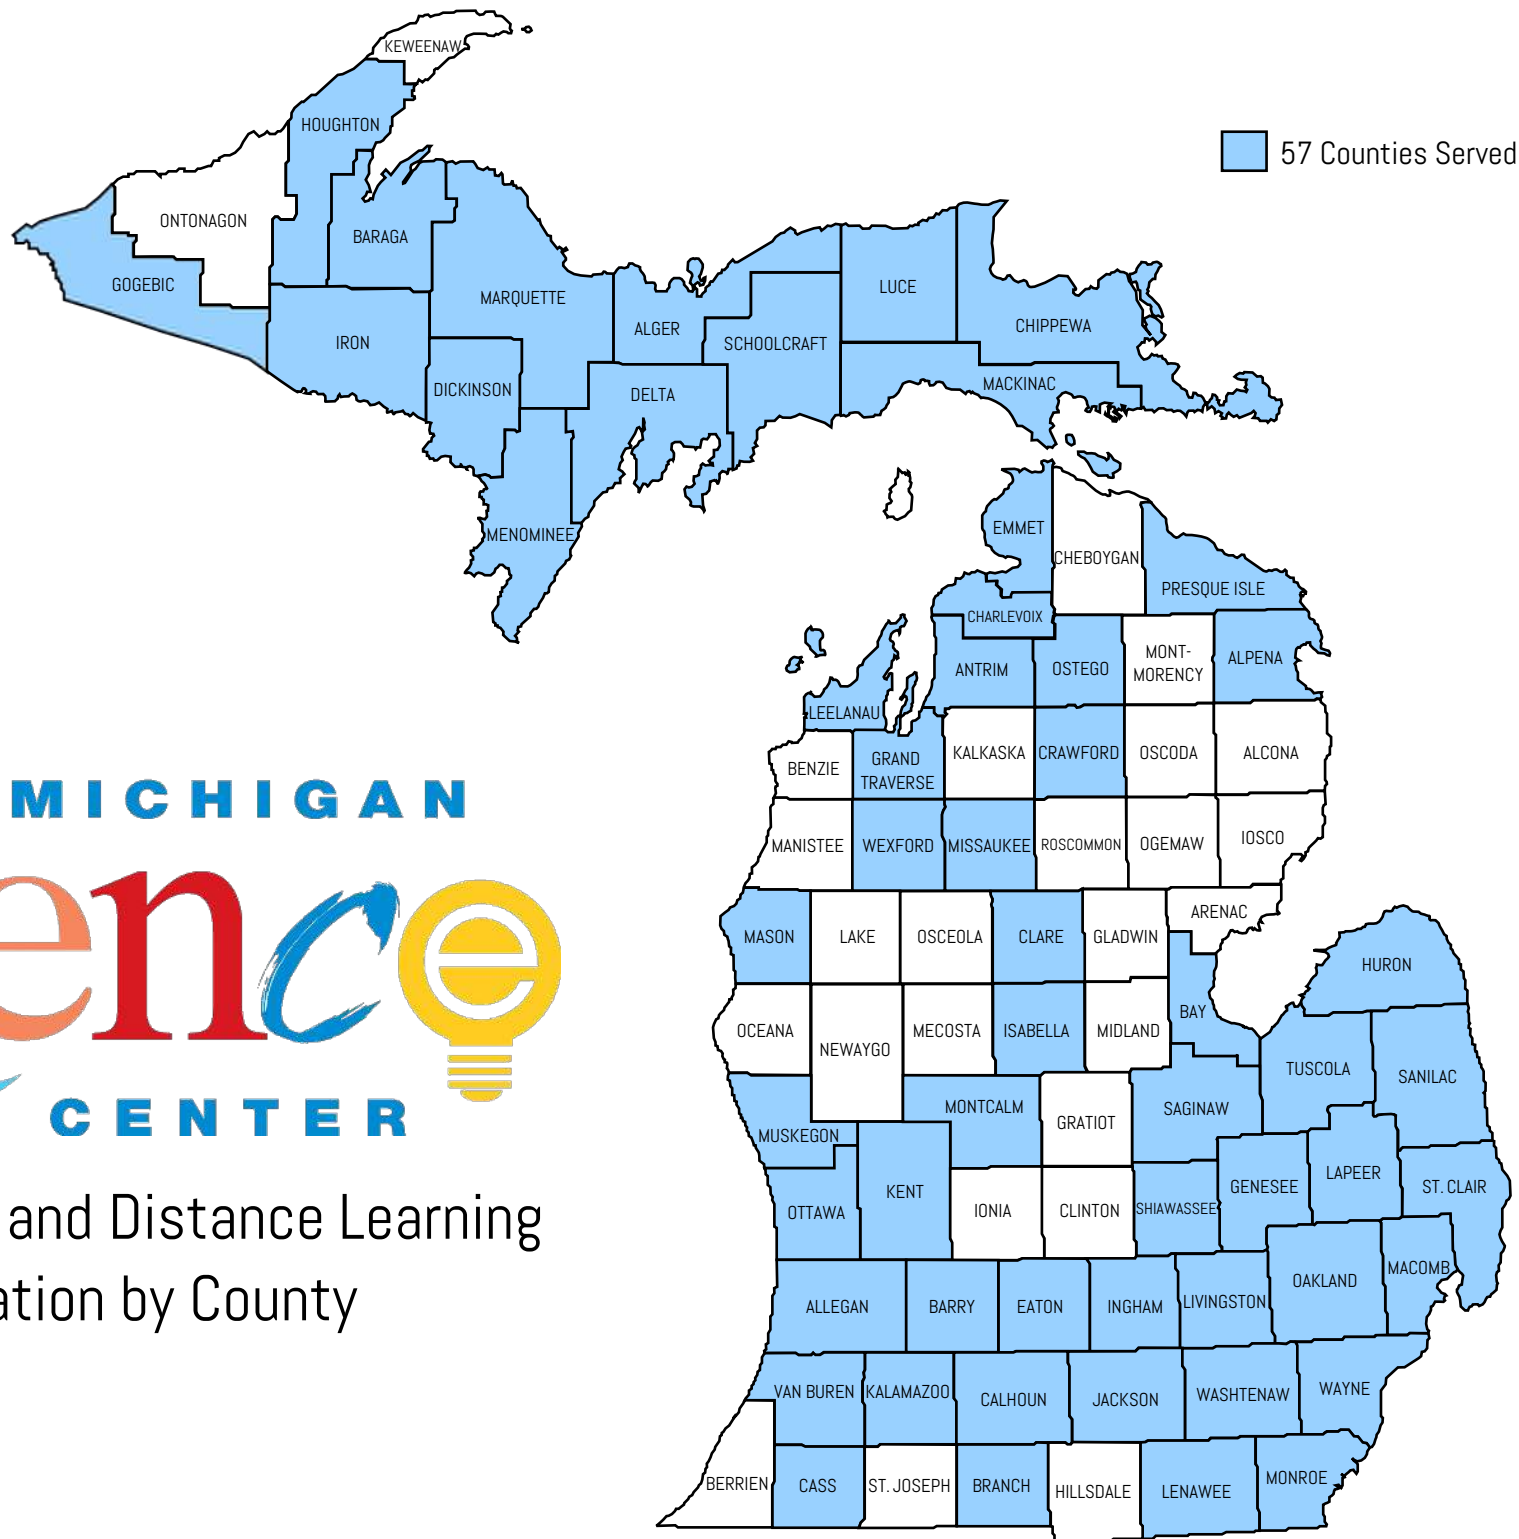 KEWEENAW
HOUGHTON
57 Counties Served
ONTONAGON
BARAGA
GOGEBIC
MARQUETTE
LUCE
IRON
ALGER
SCHOOLCRAFT
CHIPPEWA
DICKINSON
DELTA
MACKINAC
MENOMINEE
EMMET
CHEBOYGAN
PRESQUE ISLE
CHARLEVOIX
ANTRIM
OSTEGO
MONT-
MORENCY
ALPENA
LEELANAU
BENZIE
GRAND
TRAVERSE
KALKASKA
CRAWFORD
OSCODA
ALCONA
MANISTEE
WEXFORD
MISSAUKEE
ROSCOMMON
OGEMAW
IOSCO
ARENAC
MASON
LAKE
OSCEOLA
CLARE
GLADWIN
HURON
BAY
OCEANA
NEWAYGO
MECOSTA
ISABELLA
MIDLAND
TUSCOLA
SANILAC
MUSKEGON
MONTCALM
GRATIOT
SAGINAW
OTTAWA
KENT
IONIA
CLINTON
SHIAWASSEE
GENESEE
LAPEER
ST. CLAIR
ALLEGAN
BARRY
EATON
INGHAM
LIVINGSTON
OAKLAND
MACOMB
VAN BUREN
KALAMAZOO
CALHOUN
JACKSON
WASHTENAW
WAYNE
BERRIEN
CASS
ST. JOSEPH
BRANCH
HILLSDALE
LENAWEE
MONROE
MICHIGAN
ence
CENTER
and Distance Learning
ation by County